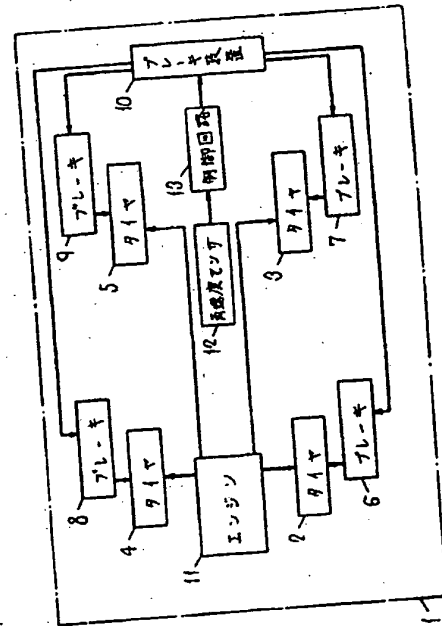 ブレーキ装置
10
ブレーキ
9
タイヤ
5
制御回路
13
角速度センサ
12
タイヤ
3
ブレーキ
7
ブレーキ
8
タイヤ
4
エンジン
11
タイヤ
2
ブレーキ
6
1